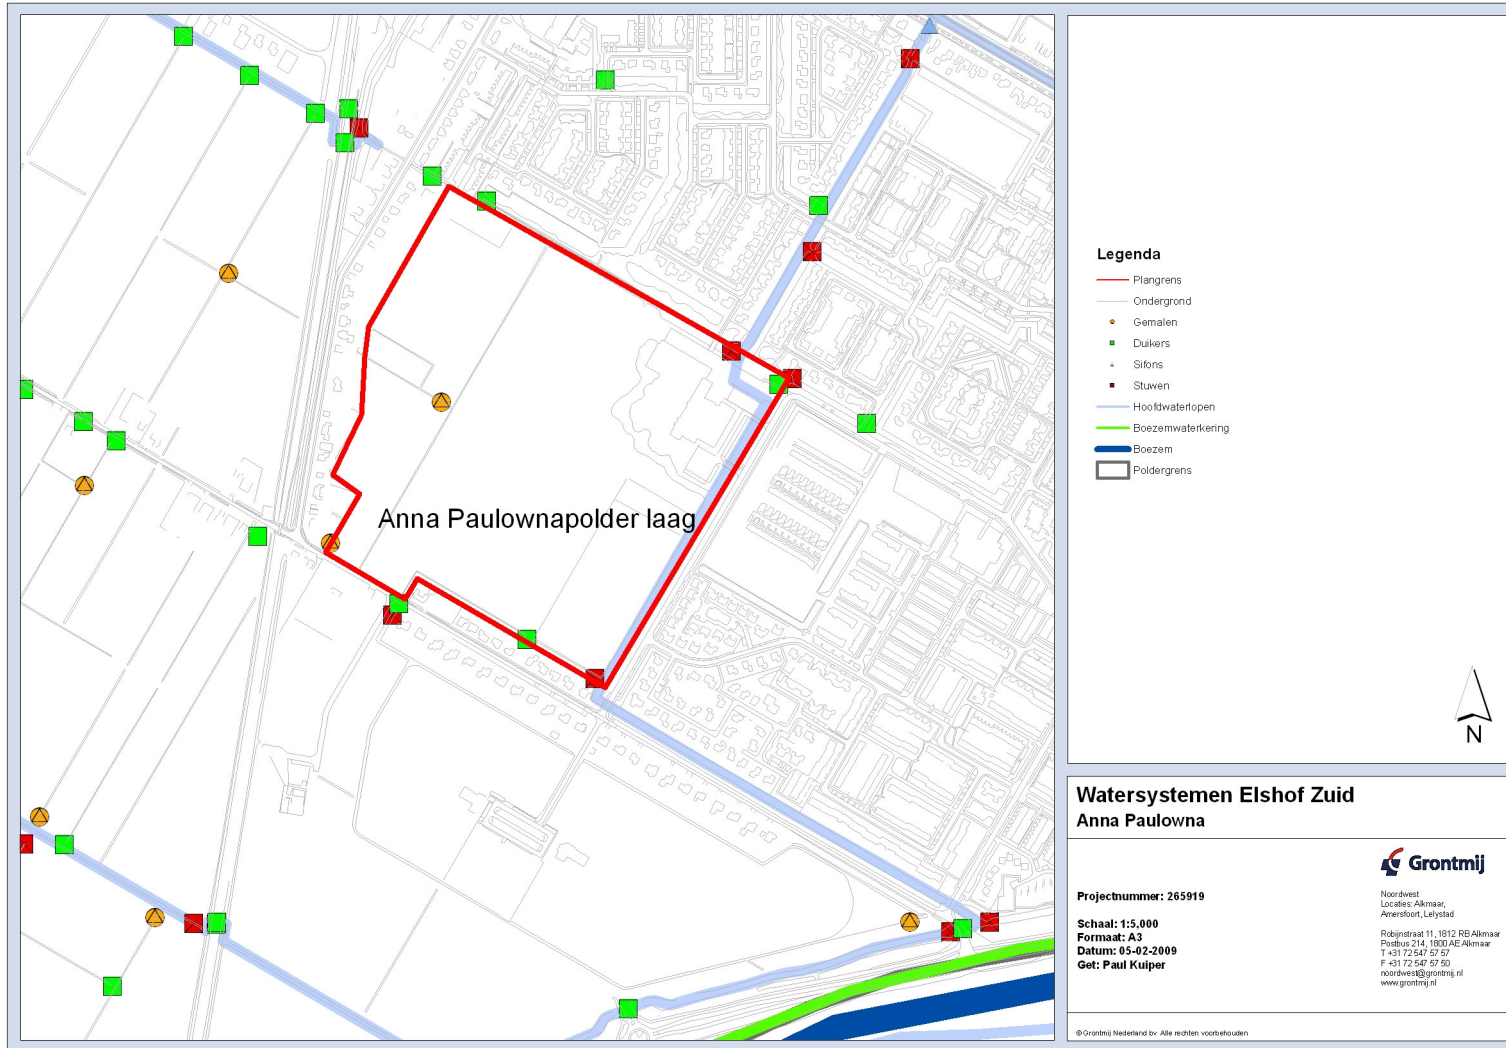 Anna Paulownapolder laag
Legenda
Plangrens
Ondergrond
Gemalen
Duikers
Sifons
Stuwen
Hoofdwaterlopen
Boezemwaterkering
Boezem
Poldergrens
N
Watersystemen Elshof Zuid
Anna Paulowna
Grontmij
Projectnummer: 265919
Schaal: 1:5,000
Formaat: A3
Datum: 05-02-2009
Get: Paul Kuiper
Noordwest
Locaties: Alkmaar,
Amersfoort, Lelystad
Robijnstraat 11, 1812 RB Alkmaar
Postbus 214, 1800 AE Alkmaar
T +31 72 547 57 57
F +31 72 547 57 50
noordwest@grontmij.nl
www.grontmij.nl
© Grontmij Nederland bv Alle rechten voorbehouden